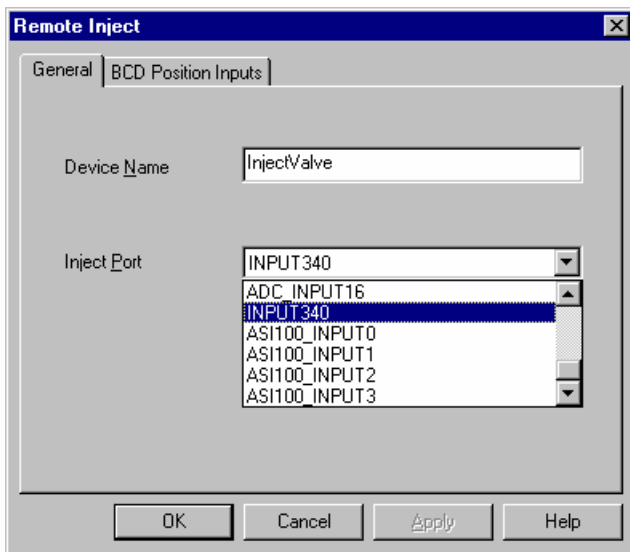 Remote Inject
General
BCD Position Inputs
Device Name
InjectValve
Inject Port
INPUT340
ADC_INPUT16
INPUT340
ASI100_INPUT0
ASI100_INPUT1
ASI100_INPUT2
ASI100_INPUT3
OK
Cancel
Apply
Help